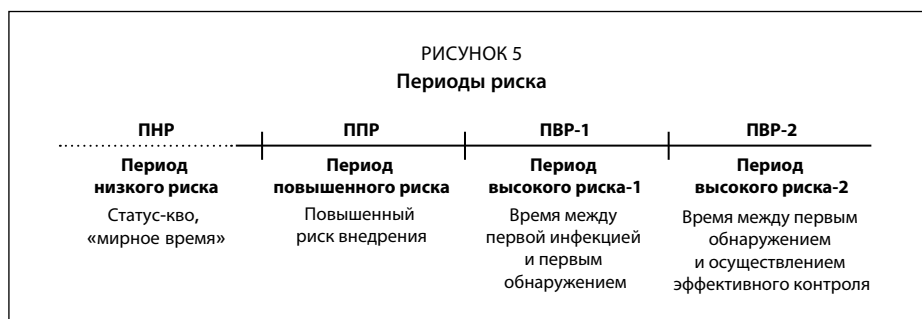 РИСУНОК 5
Периоды риска
ПНР ППР ПВР-1 ПВР-2
Период
низкого риска
Статус-кво,
«мирное время»
Период
повышенного риска
Повышенный
риск внедрения
Период
высокого риска-1
Время между
первой инфекцией
и первым
обнаружением
Период
высокого риска-2
Время между первым
обнаружением
и осуществлением
эффективного контроля